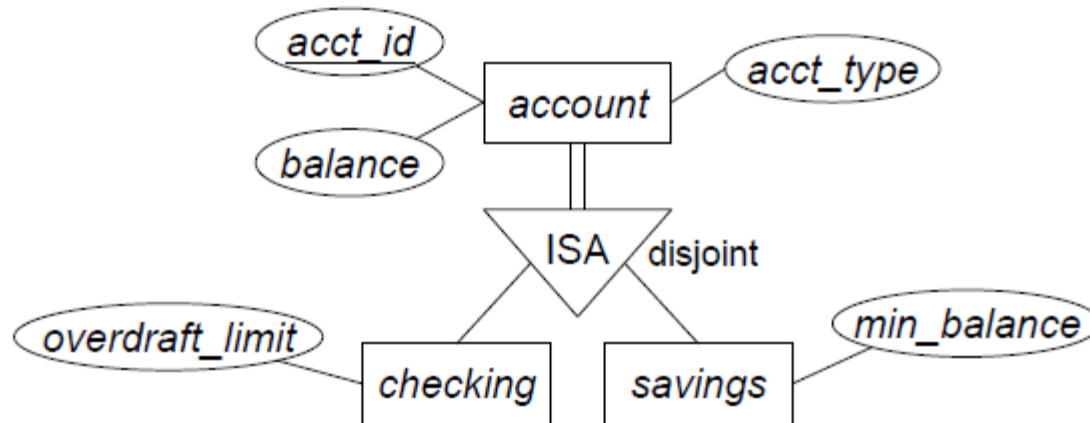 acct_id
acct_type
account
balance
ISA
disjoint
overdraft_limit
min_balance
checking
savings